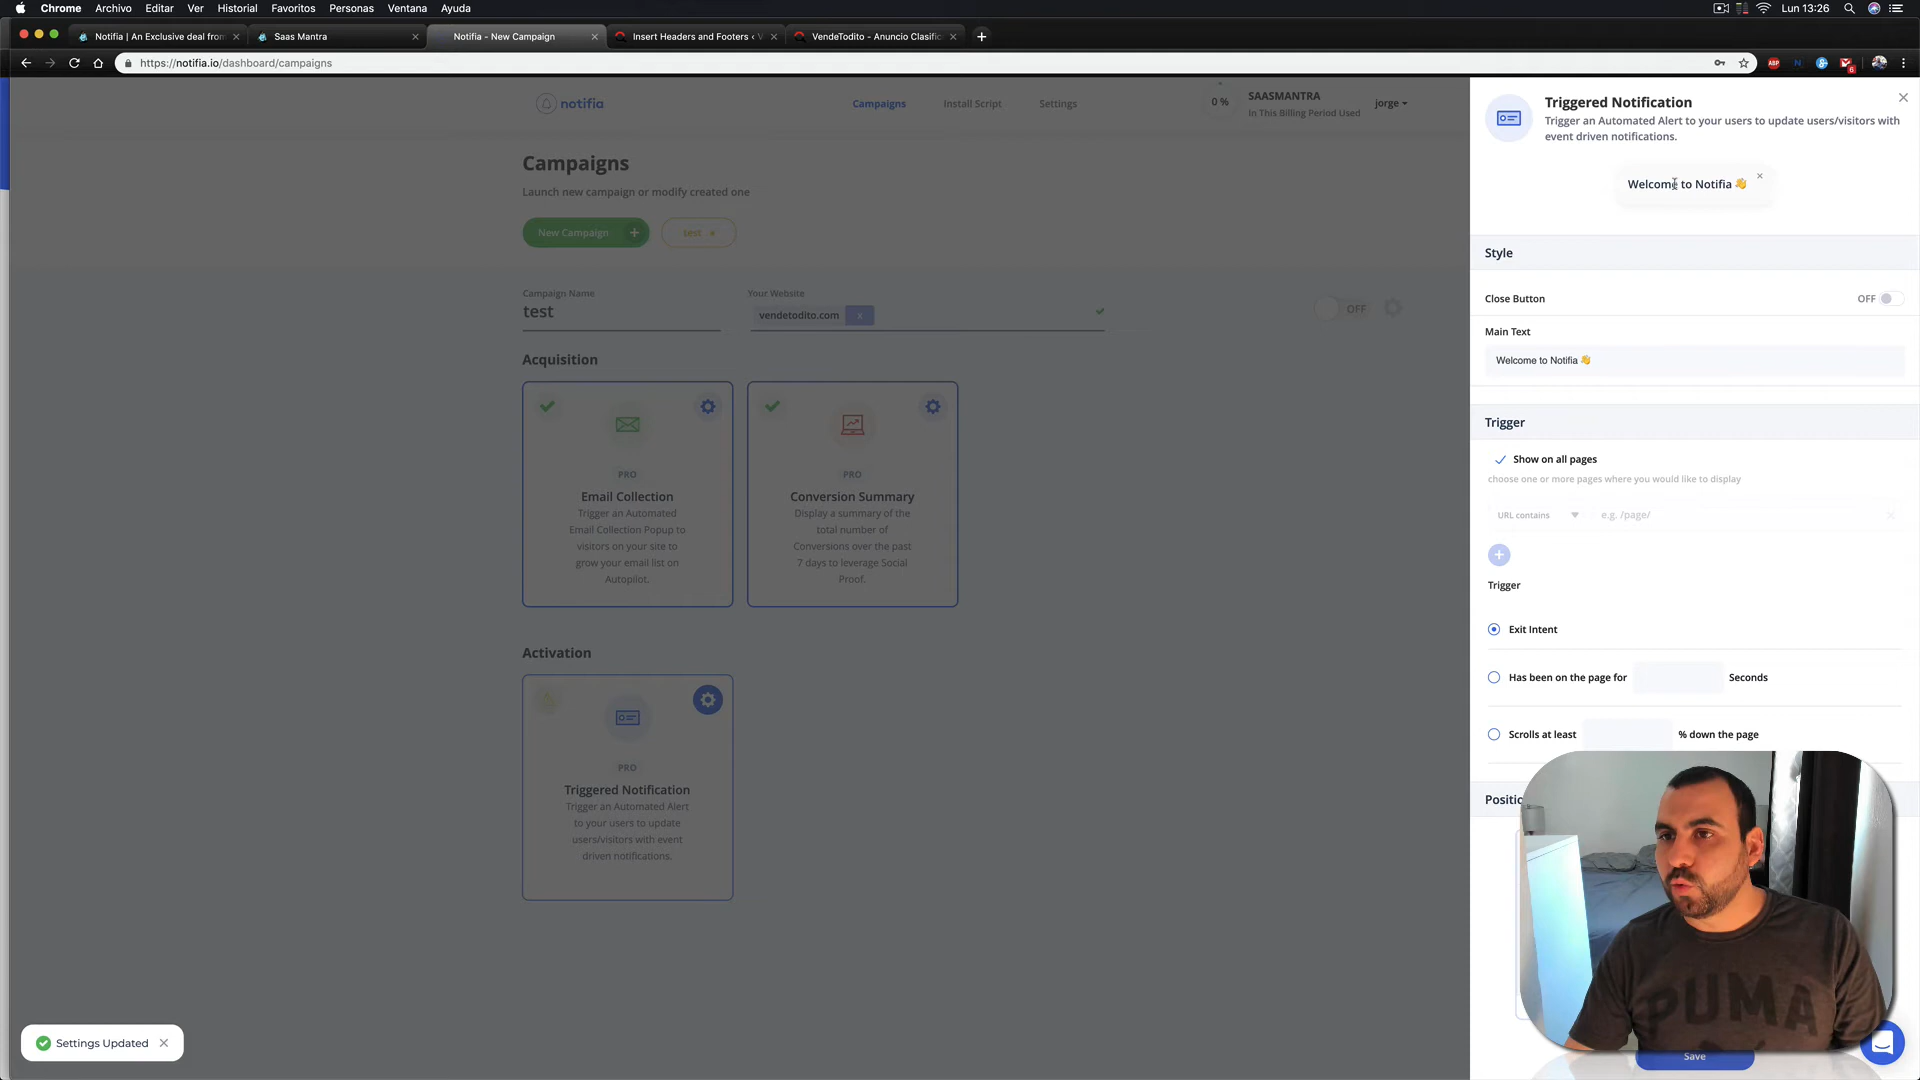 Chrome Archivo Editar Ver Historial Favoritos Personas Ventana Ayuda Lun 13:26
Notifia | An Exclusive deal from
Saas Mantra
Notifia - New Campaign
Insert Headers and Footers ‹
VendeTodito - Anuncio Clasific
https://notifia.io/dashboard/campaigns
ABP
6
notifia
Campaigns
Install Script
Settings
0 %
SAASMANTRA
In This Billing Period Used
jorge
Campaigns
Launch new campaign or modify created one
New Campaign +
test
Campaign Name
test
Your Website
vendetodito.com x
OFF
Acquisition
PRO
Email Collection
Trigger an Automated
Email Collection Popup to
visitors on your site to
grow your email list on
Autopilot.
PRO
Conversion Summary
Display a summary of the
total number of
Conversions over the past
7 days to leverage Social
Proof.
Activation
PRO
Triggered Notification
Trigger an Automated Alert
to your users to update
users/visitors with event
driven notifications.
Settings Updated
Triggered Notification
Trigger an Automated Alert to your users to update users/visitors with
event driven notifications.
Welcome to Notifia 👋
Style
Close Button OFF
Main Text
Welcome to Notifia 👋
Trigger
Show on all pages
choose one or more pages where you would like to display
URL contains e.g. /page/
Trigger
Exit Intent
Has been on the page for Seconds
Scrolls at least % down the page
PUMA
Save